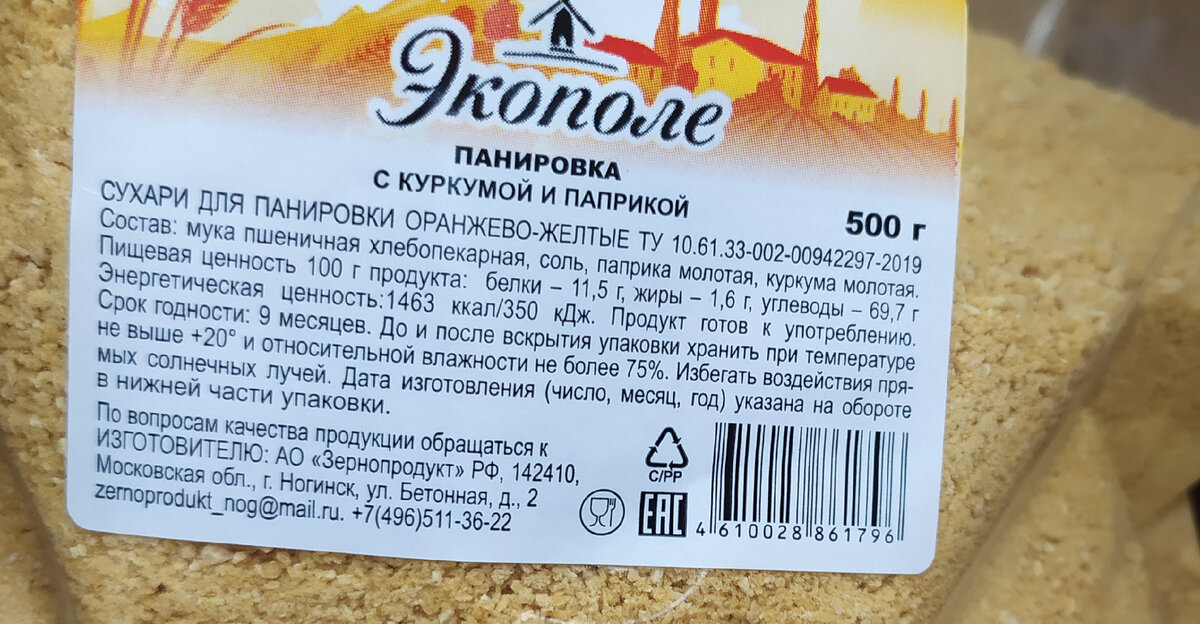 Экополе
ПАНИРОВКА
С КУРКУМОЙ И ПАПРИКОЙ
500 г
СУХАРИ ДЛЯ ПАНИРОВКИ ОРАНЖЕВО-ЖЕЛТЫЕ ТУ 10.61.33-002-00942297-2019
Состав: мука пшеничная хлебопекарная, соль, паприка молотая, куркума молотая.
Пищевая ценность 100 г продукта: белки – 11,5 г, жиры – 1,6 г, углеводы – 69,7 г
Энергетическая ценность:1463 ккал/350 кДж. Продукт готов к употреблению.
Срок годности: 9 месяцев. До и после вскрытия упаковки хранить при температуре
не выше +20° и относительной влажности не более 75%. Избегать воздействия пря-
мых солнечных лучей. Дата изготовления (число, месяц, год) указана на обороте
в нижней части упаковки.
По вопросам качества продукции обращаться к
ИЗГОТОВИТЕЛЮ: АО «Зернопродукт» РФ, 142410,
Московская обл., г. Ногинск, ул. Бетонная, д., 2
zernoprodukt_nog@mail.ru. +7(496)511-36-22
C/PP
EAC
4 610028 861796